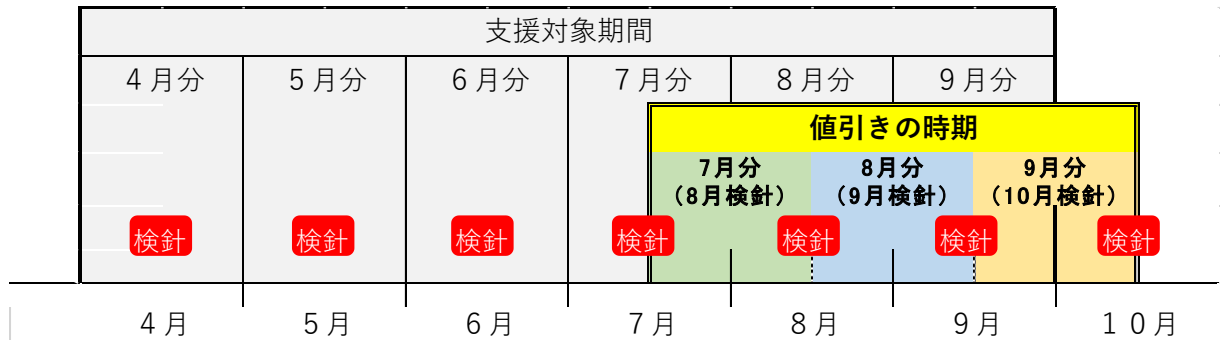 支援対象期間
４月分 ５月分 ６月分 ７月分 ８月分 ９月分
値引きの時期
7月分 8月分 9月分
（8月検針） （9月検針） （10月検針）
検針 検針 検針 検針 検針 検針 検針
４月 ５月 ６月 ７月 ８月 ９月 １０月